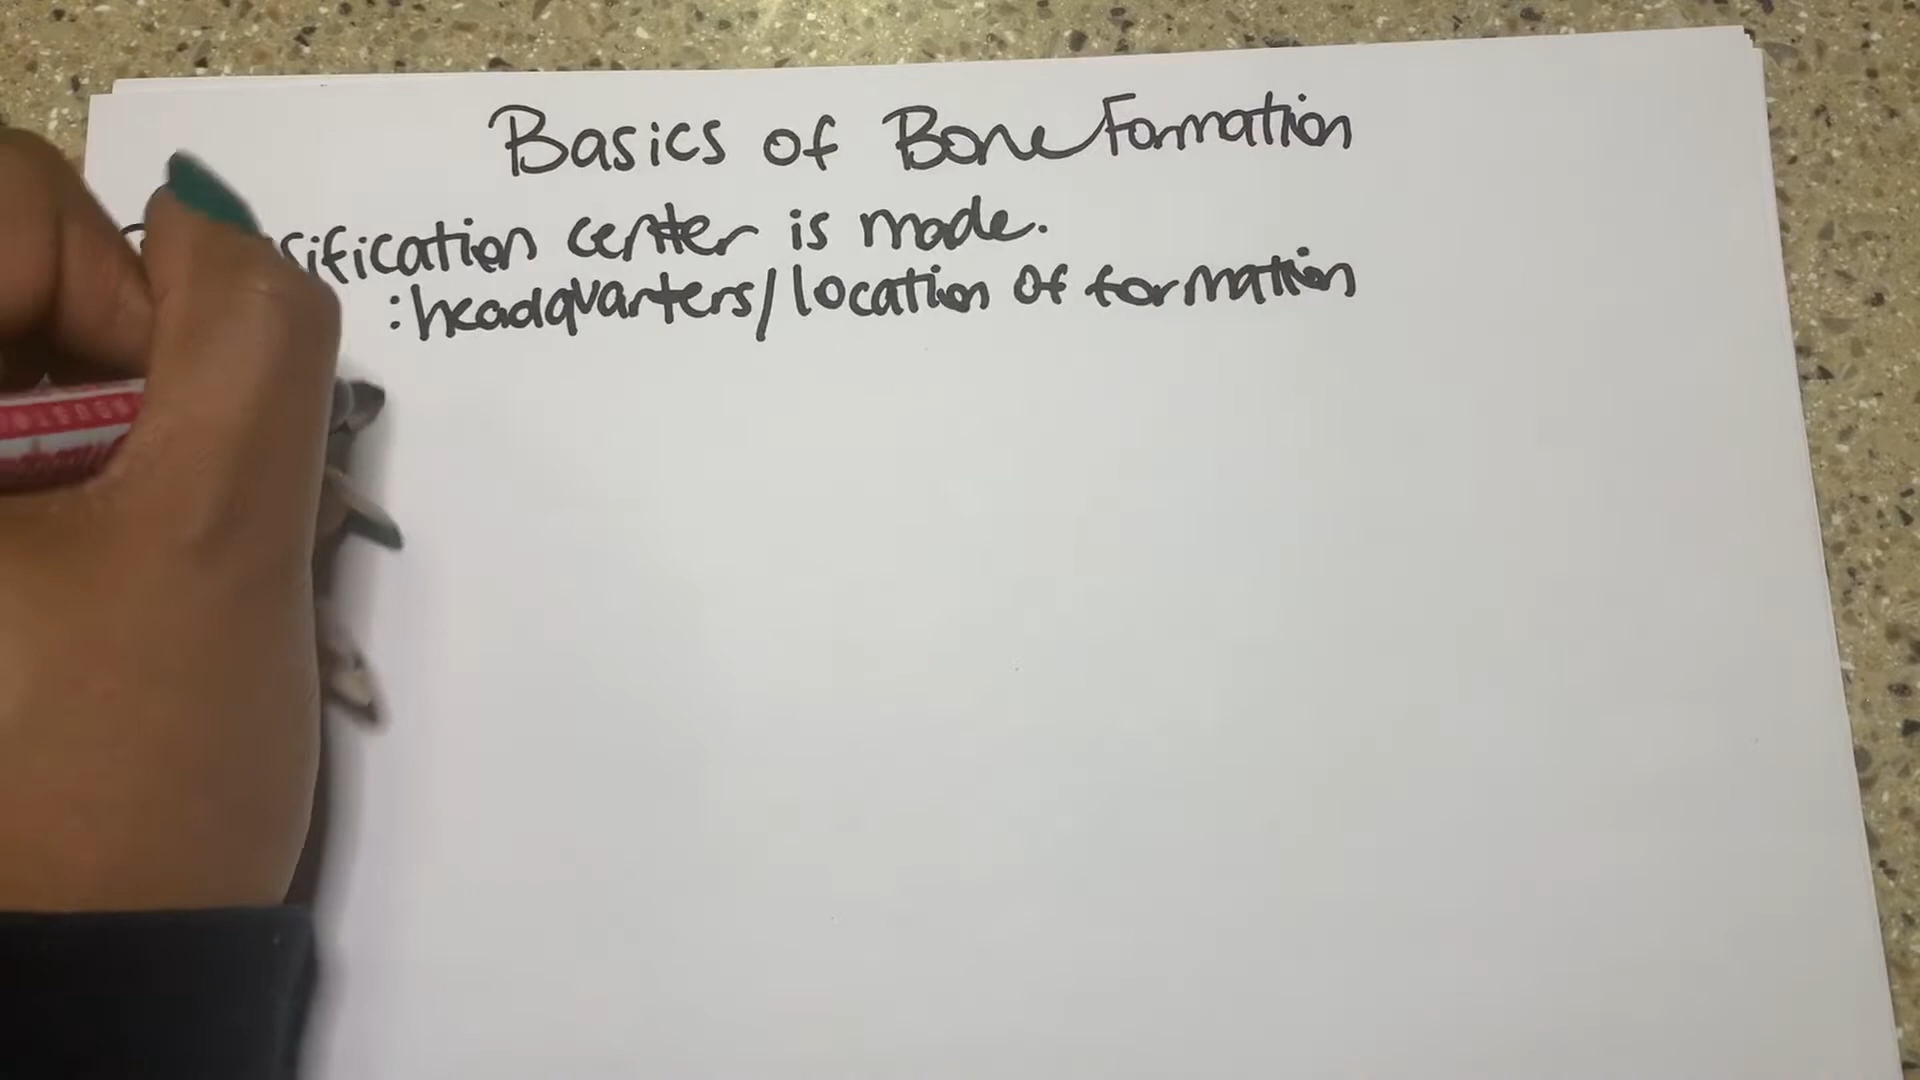 Basics of Bone Formation
sification center is made.
: headquarters/location of formation